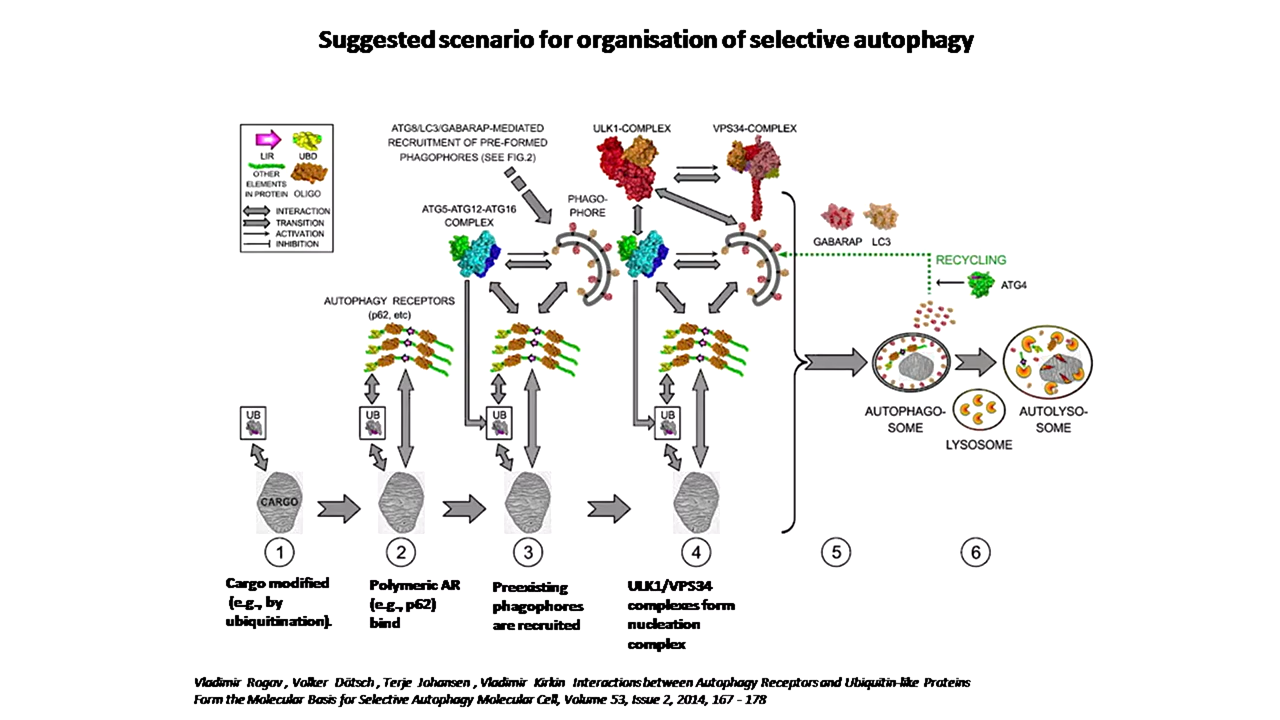 Suggested scenario for organisation of selective autophagy
LIR
UBD
OTHER
ELEMENTS
IN PROTEIN
OLIGO
INTERACTION
TRANSITION
ACTIVATION
INHIBITION
ATG8/LC3/GABARAP-MEDIATED
RECRUITMENT OF PRE-FORMED
PHAGOPHORES (SEE FIG.2)
ULK1-COMPLEX
VPS34-COMPLEX
ATG5-ATG12-ATG16
COMPLEX
PHAGO-
PHORE
GABARAP
LC3
RECYCLING
ATG4
AUTOPHAGY RECEPTORS
(p62, etc)
UB
UB
UB
UB
AUTOPHAGO-
SOME
LYSOSOME
AUTOLYSO-
SOME
CARGO
1
2
3
4
5
6
Cargo modified
(e.g., by
ubiquitination).
Polymeric AR
(e.g., p62)
bind
Preexisting
phagophores
are recruited
ULK1/VPS34
complexes form
nucleation
complex
Vladimir Rogov , Volker Dötsch , Terje Johansen , Vladimir Kirkin Interactions between Autophagy Receptors and Ubiquitin-like Proteins
Form the Molecular Basis for Selective Autophagy Molecular Cell, Volume 53, Issue 2, 2014, 167 - 178